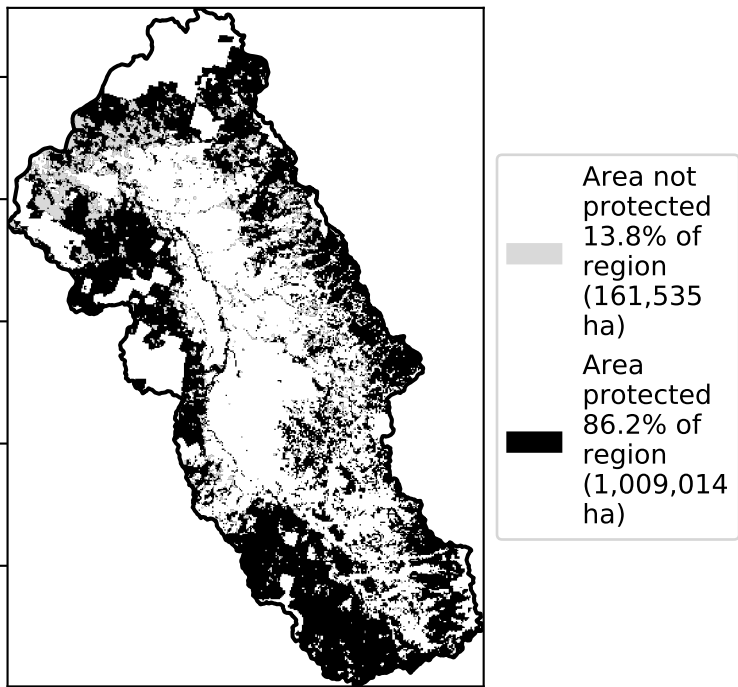 Area not
protected
13.8% of
region
(161,535
ha)
Area
protected
86.2% of
region
(1,009,014
ha)